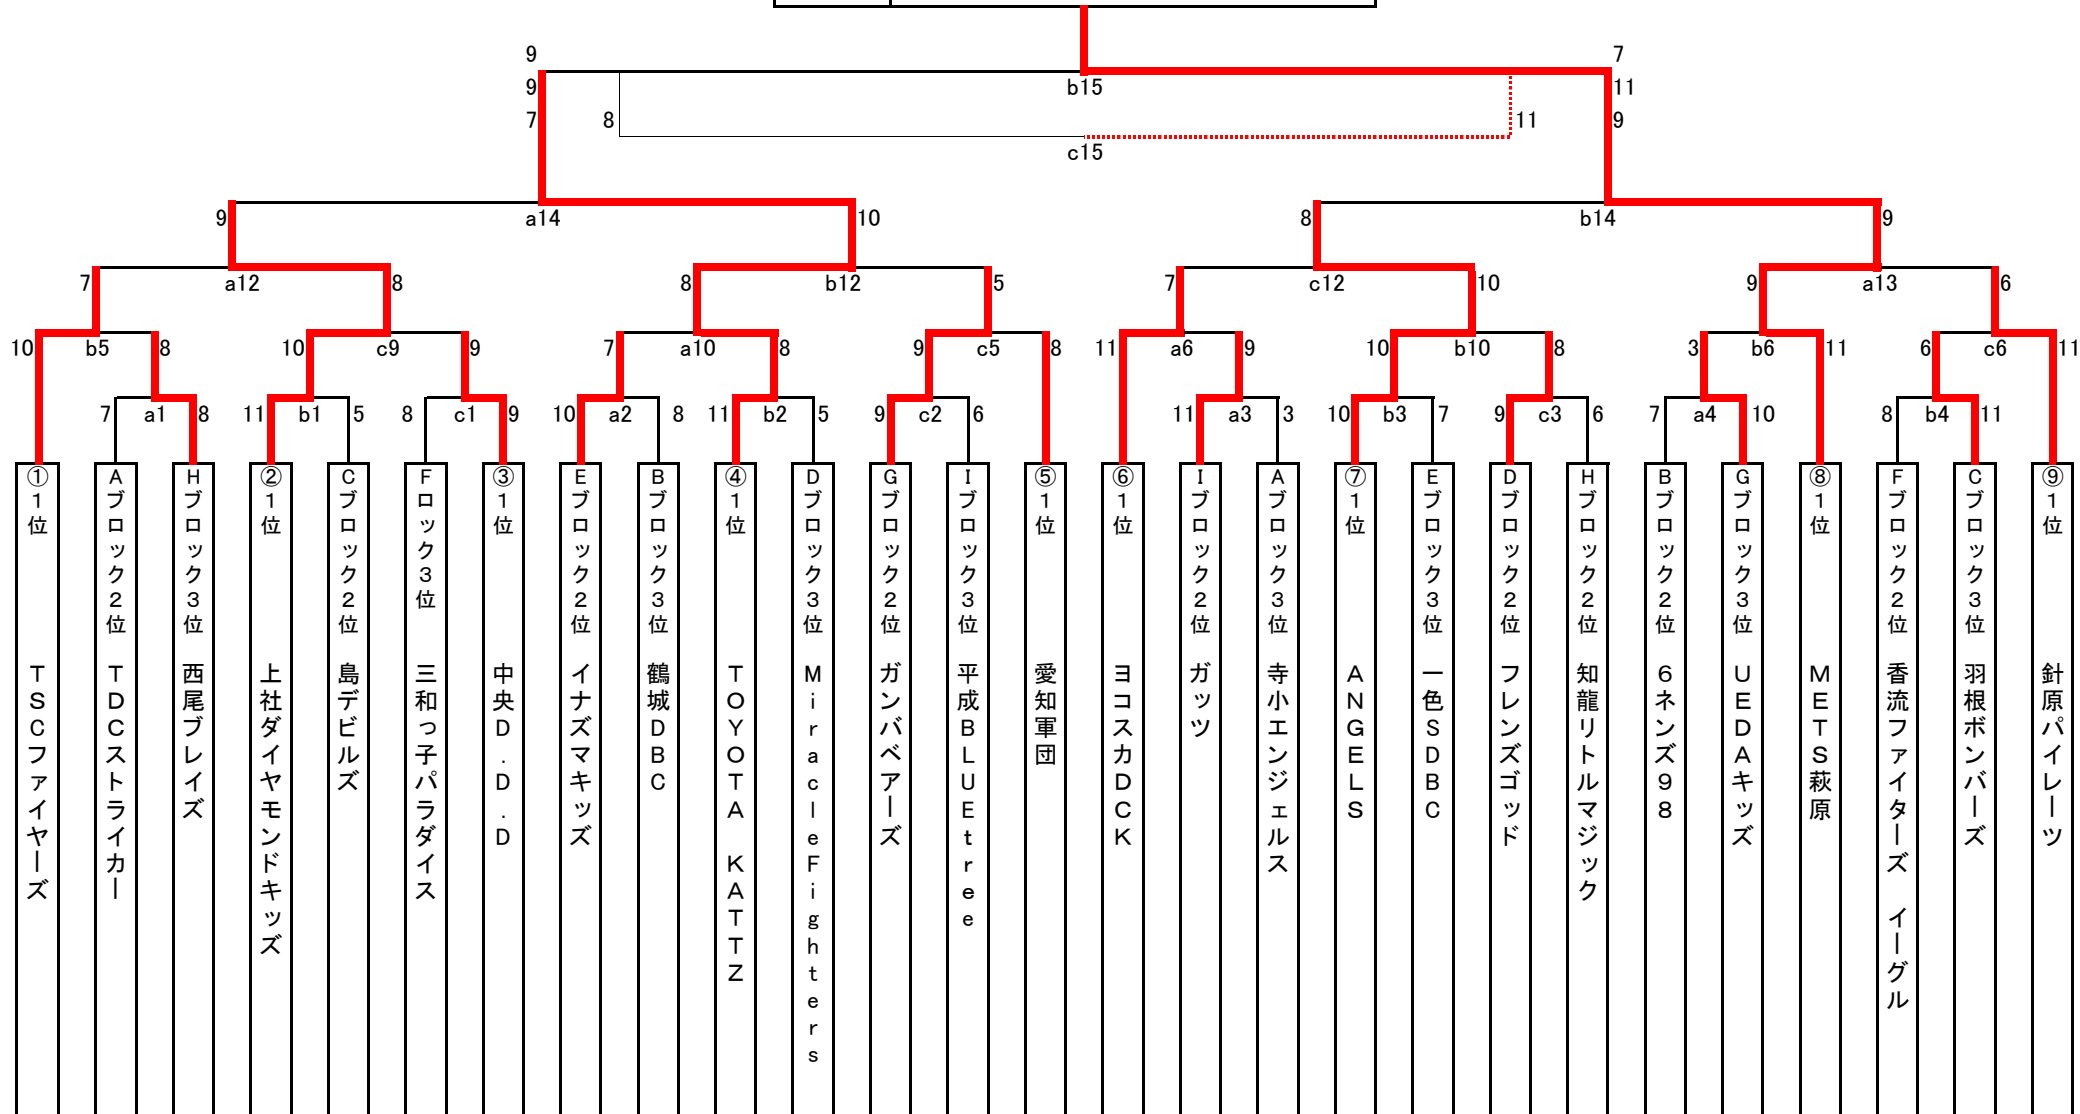 9 7
9 b15 11
7 8 11 9
c15
9 a14 10 8 b14 9
7 a12 8 8 b12 5 7 c12 10 9 a13 6
10 b5 8 10 c9 9 7 a10 8 9 c5 8 11 a6 9 10 b10 8 3 b6 11 6 c6 11
7 a1 8 11 b1 5 8 c1 9 10 a2 8 11 b2 5 9 c2 6 11 a3 3 10 b3 7 9 c3 6 7 a4 10 8 b4 11
①1位 TSCファイヤーズ
Aブロック2位 TDCストライカー
Hブロック3位 西尾ブレイズ
②1位 上社ダイヤモンドキッズ
Cブロック2位 島デビルズ
Fロック3位 三和っ子パラダイス
③1位 中央D.D.D
Eブロック2位 イナズマキッズ
Bブロック3位 鶴城DBC
④1位 TOYOTA KATTZ
Dブロック3位 MiracleFighters
Gブロック2位 ガンバベアーズ
Iブロック3位 平成BLUEtree
⑤1位 愛知軍団
⑥1位 ヨコスカDCK
Iブロック2位 ガッツ
Aブロック3位 寺小エンジェルス
⑦1位 ANGELS
Eブロック3位 一色SDBC
Dブロック2位 フレンズゴッド
Hブロック2位 知龍リトルマジック
Bブロック2位 6ネンズ98
Gブロック3位 UEDAキッズ
⑧1位 METS萩原
Fブロック2位 香流ファイターズ イーグル
Cブロック3位 羽根ボンバーズ
⑨1位 針原パイレーツ